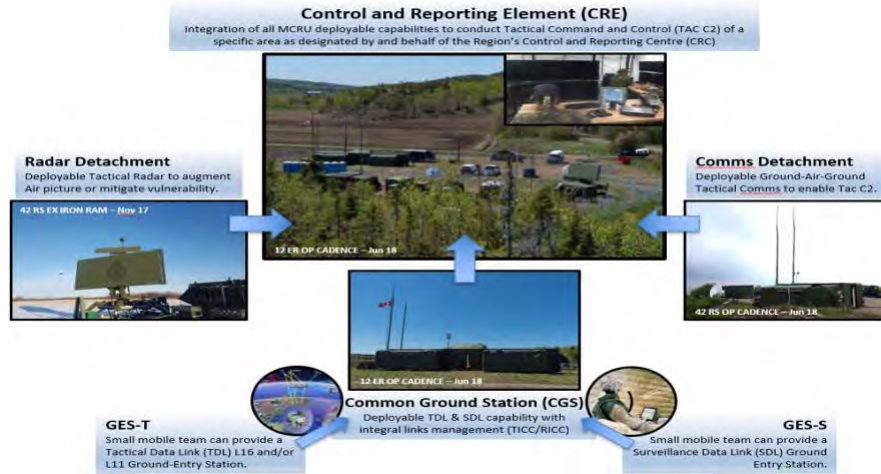 Control and Reporting Element (CRE)
Integration of all MCRU deployable capabilities to conduct Tactical Command and Control (TAC C2) of a
specific area as designated by and behalf of the Region's Control and Reporting Centre (CRC)
Radar Detachment
Deployable Tactical Radar to augment
Air picture or mitigate vulnerability.
42 RS EX IRON RAM – Nov 17
12 ER OP CADENCE – Jun 18
Comms Detachment
Deployable Ground-Air-Ground
Tactical Comms to enable Tac C2.
42 RS OP CADENCE – Jun 18
12 ER OP CADENCE – Jun 18
Common Ground Station (CGS)
Deployable TDL & SDL capability with
integral links management (TICC/RICC)
GES-T
Small mobile team can provide a
Tactical Data Link (TDL) L16 and/or
L11 Ground-Entry Station.
GES-S
Small mobile team can provide a
Surveillance Data Link (SDL) Ground
Entry Station.